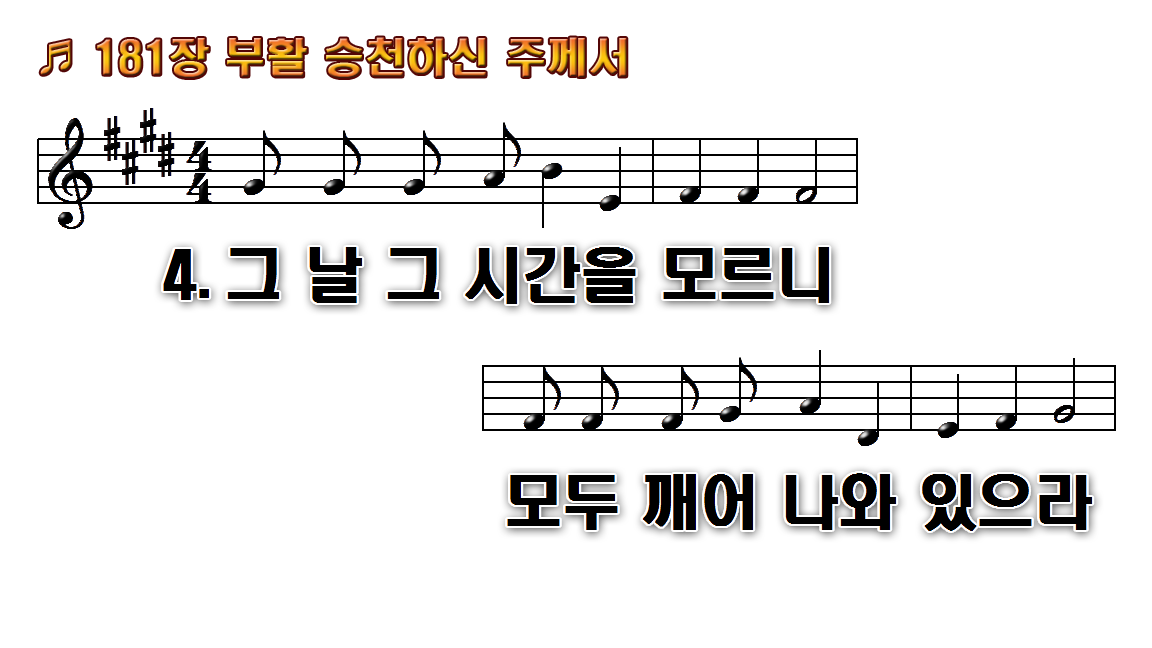 ♬ 181장 부활 승천하신 주께서
4. 그 날 그 시간을 모르니
모두 깨어 나와 있으라